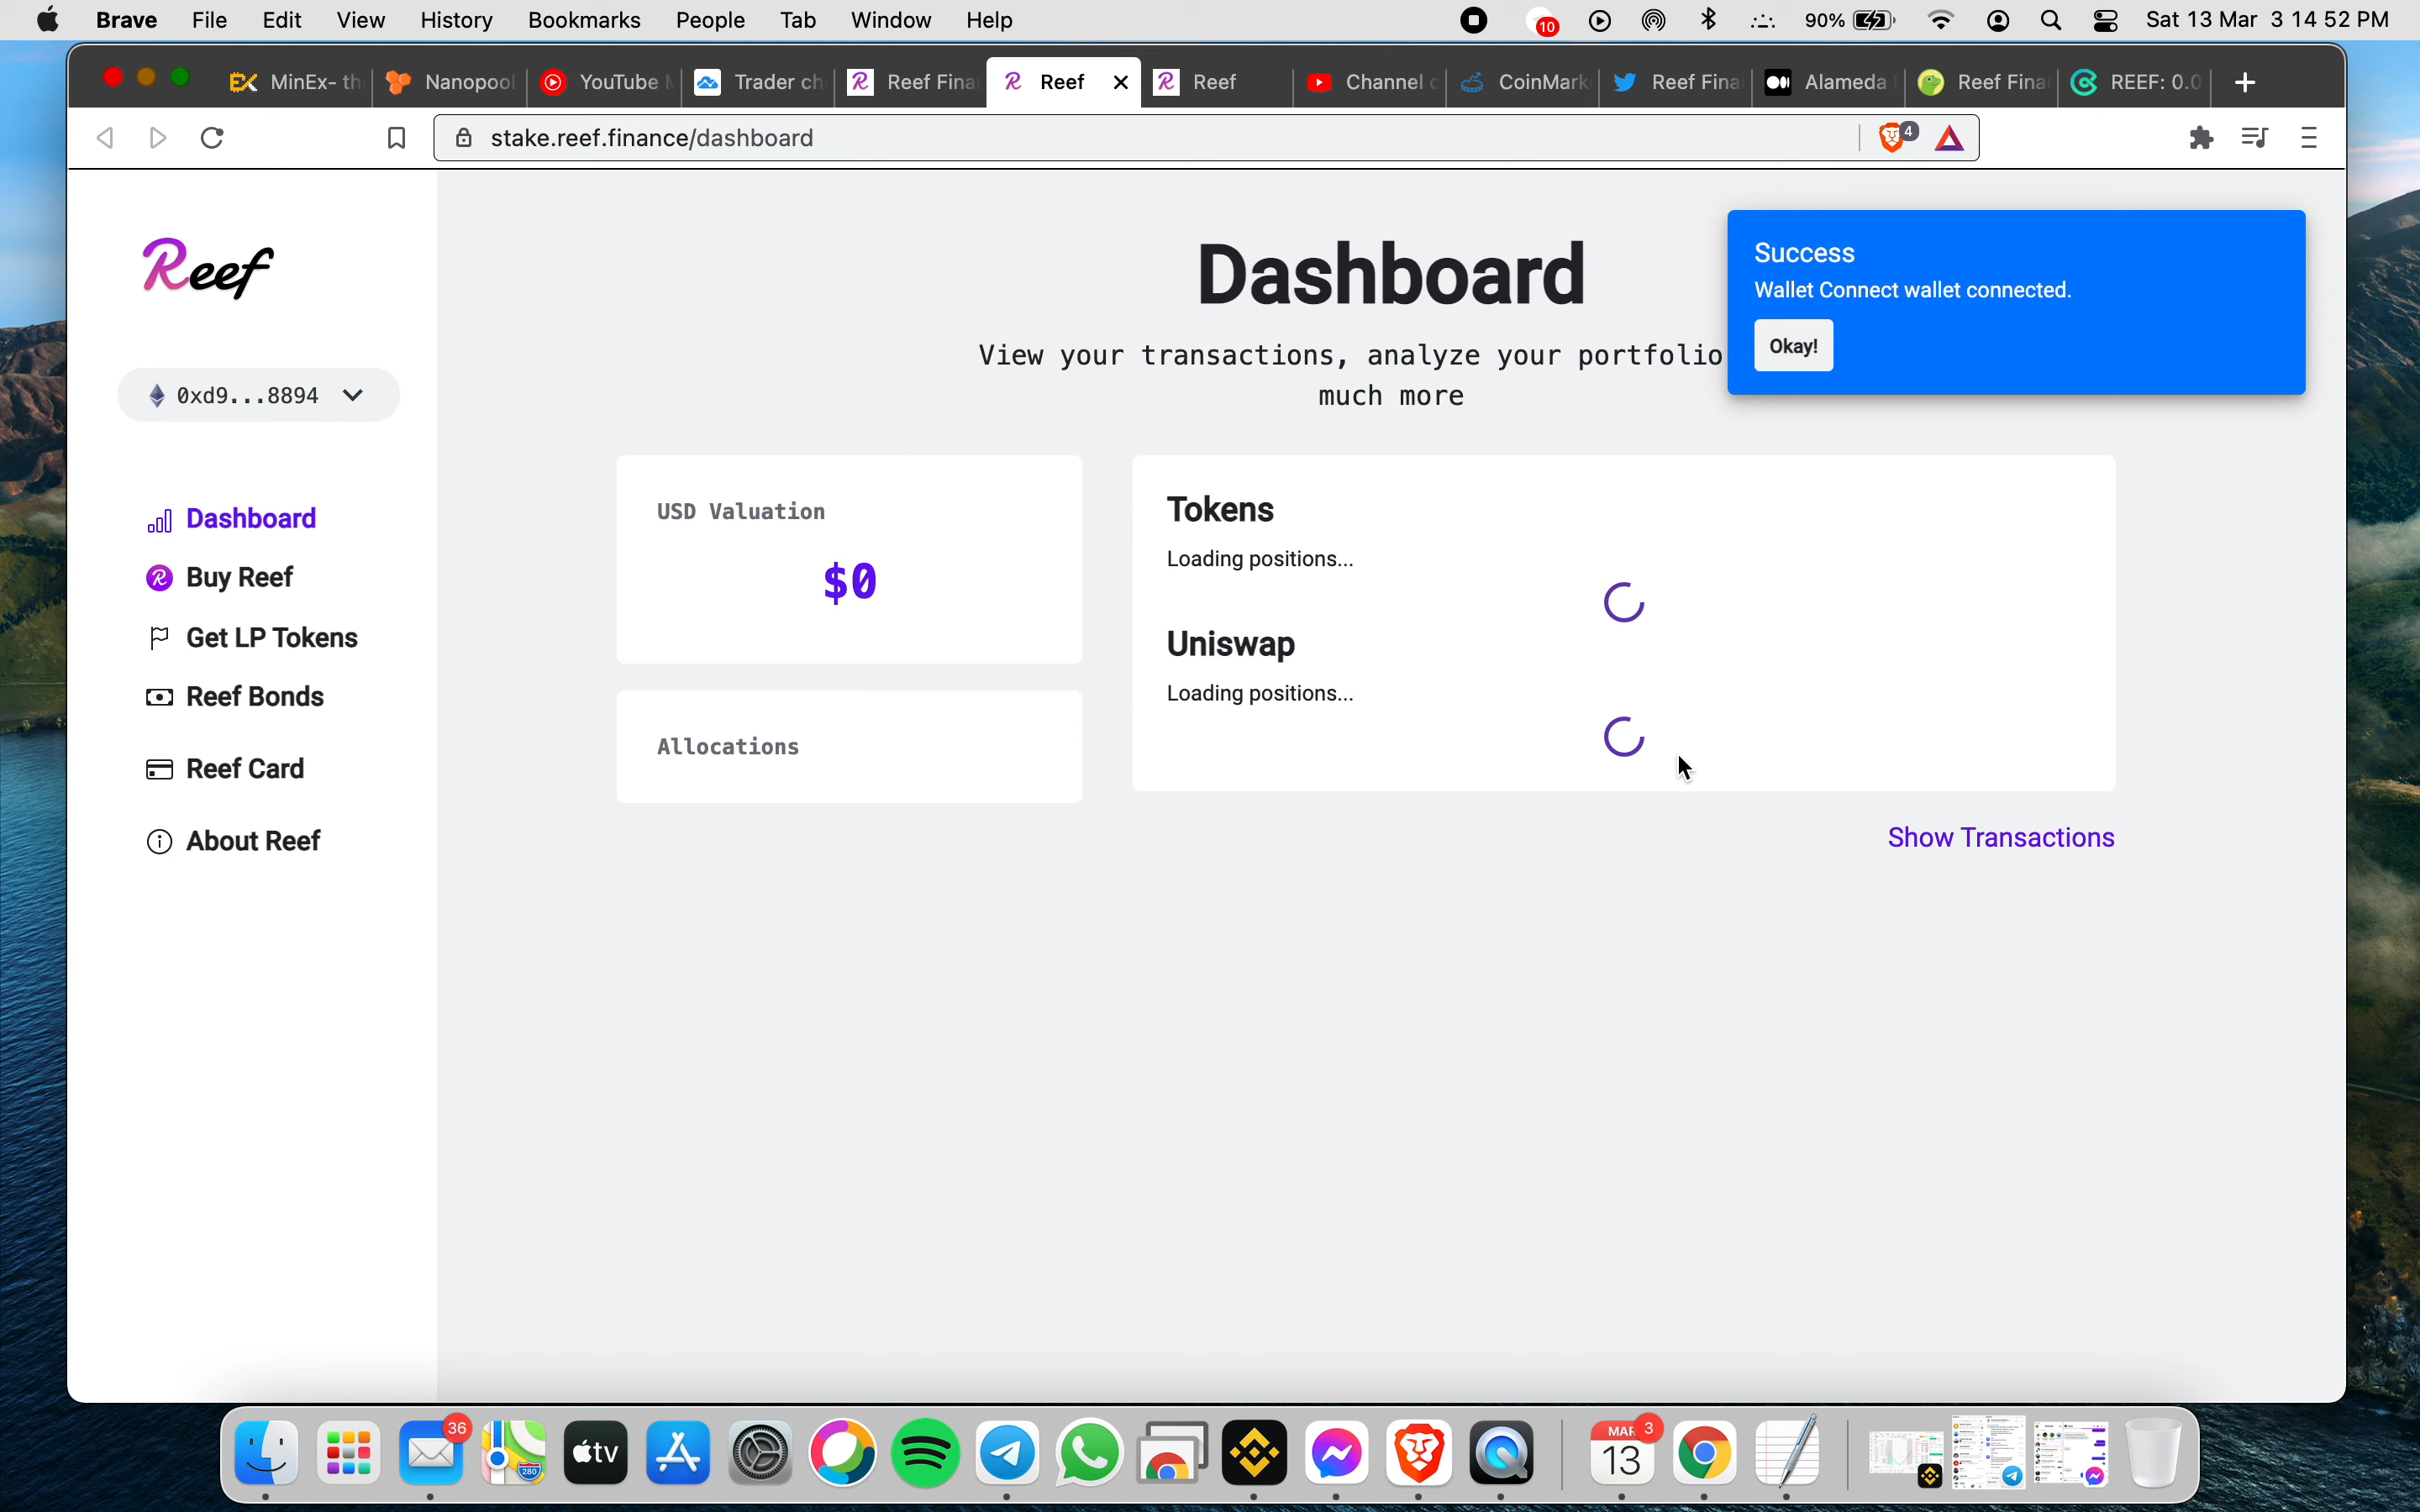 Brave File Edit View History Bookmarks People Tab Window Help 10 90% Sat 13 Mar 3 14 52 PM
MinEx- th Nanopool YouTube M Trader ch Reef Fina Reef Reef Channel c CoinMark Reef Fina Alameda Reef Fina REEF: 0.0
stake.reef.finance/dashboard 4
Reef
0xd9...8894
Dashboard
Buy Reef
Get LP Tokens
Reef Bonds
Reef Card
About Reef
Dashboard
View your transactions, analyze your portfolio
much more
Success
Wallet Connect wallet connected.
Okay!
USD Valuation
$0
Allocations
Tokens
Loading positions...
Uniswap
Loading positions...
Show Transactions
36
280
tv
MAR 3
13